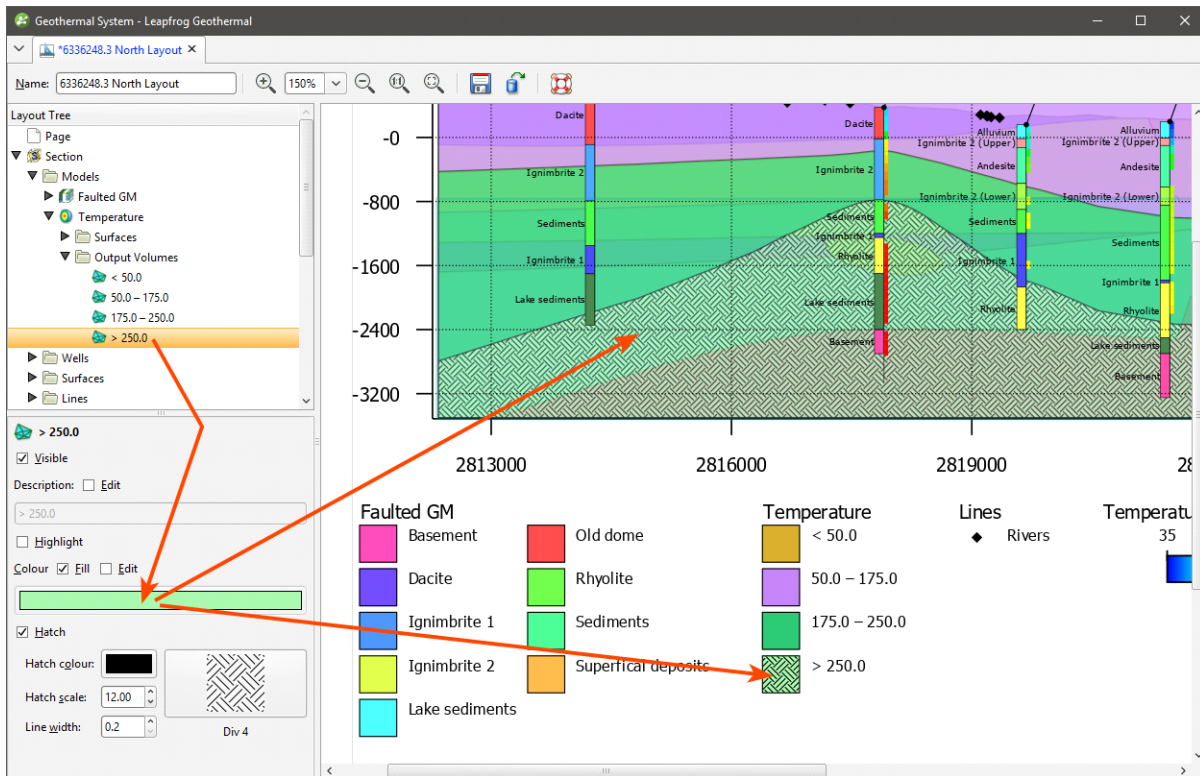 Geothermal System - Leapfrog Geothermal
*6336248.3 North Layout
Name: 6336248.3 North Layout
150%
Layout Tree
Page
Section
Models
Faulted GM
Temperature
Surfaces
Output Volumes
< 50.0
50.0 – 175.0
175.0 – 250.0
> 250.0
Wells
Surfaces
Lines
> 250.0
Visible
Description: Edit
> 250.0
Highlight
Colour Fill Edit
Hatch
Hatch colour:
Hatch scale: 12.00
Line width: 0.2
Div 4
-0
-800
-1600
-2400
-3200
Dacite
Ignimbrite 2
Sediments
Ignimbrite 1
Lake sediments
Dacite
Ignimbrite 2
Sediments
Ignimbrite 1
Rhyolite
Lake sediments
Basement
Alluvium
Ignimbrite 2 (Upper)
Andesite
Ignimbrite 2 (Lower)
Sediments
Ignimbrite 1
Rhyolite
Alluvium
Ignimbrite 2 (Upper)
Andesite
Ignimbrite 2 (Lower)
Sediments
Ignimbrite 1
Rhyolite
Lake sediments
Basement
2813000 2816000 2819000 28
Faulted GM
Basement
Dacite
Ignimbrite 1
Ignimbrite 2
Lake sediments
Old dome
Rhyolite
Sediments
Superfical deposits
Temperature
< 50.0
50.0 – 175.0
175.0 – 250.0
> 250.0
Lines
Rivers
Temperatu
35